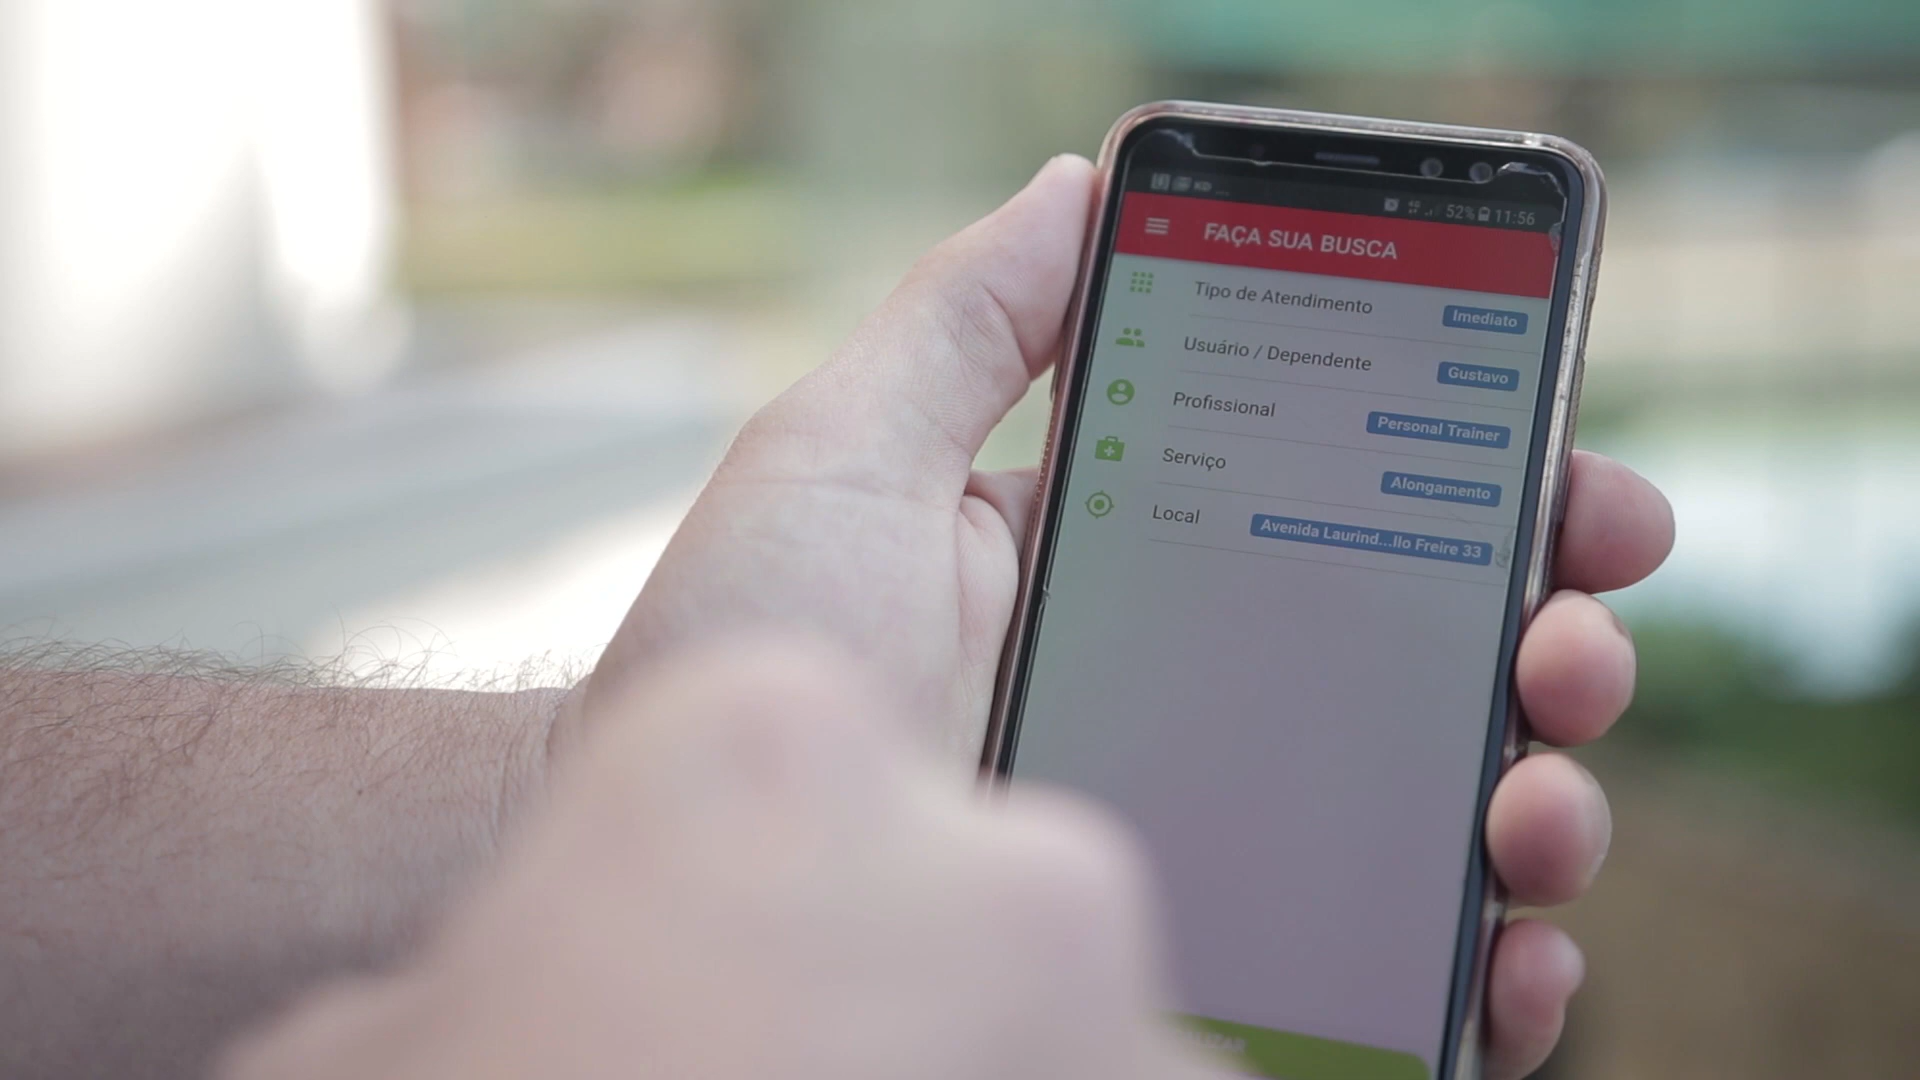 KD ...
52% 11:56
FAÇA SUA BUSCA
Tipo de Atendimento Imediato
Usuário / Dependente Gustavo
Profissional Personal Trainer
Serviço Alongamento
Local Avenida Laurind...llo Freire 33